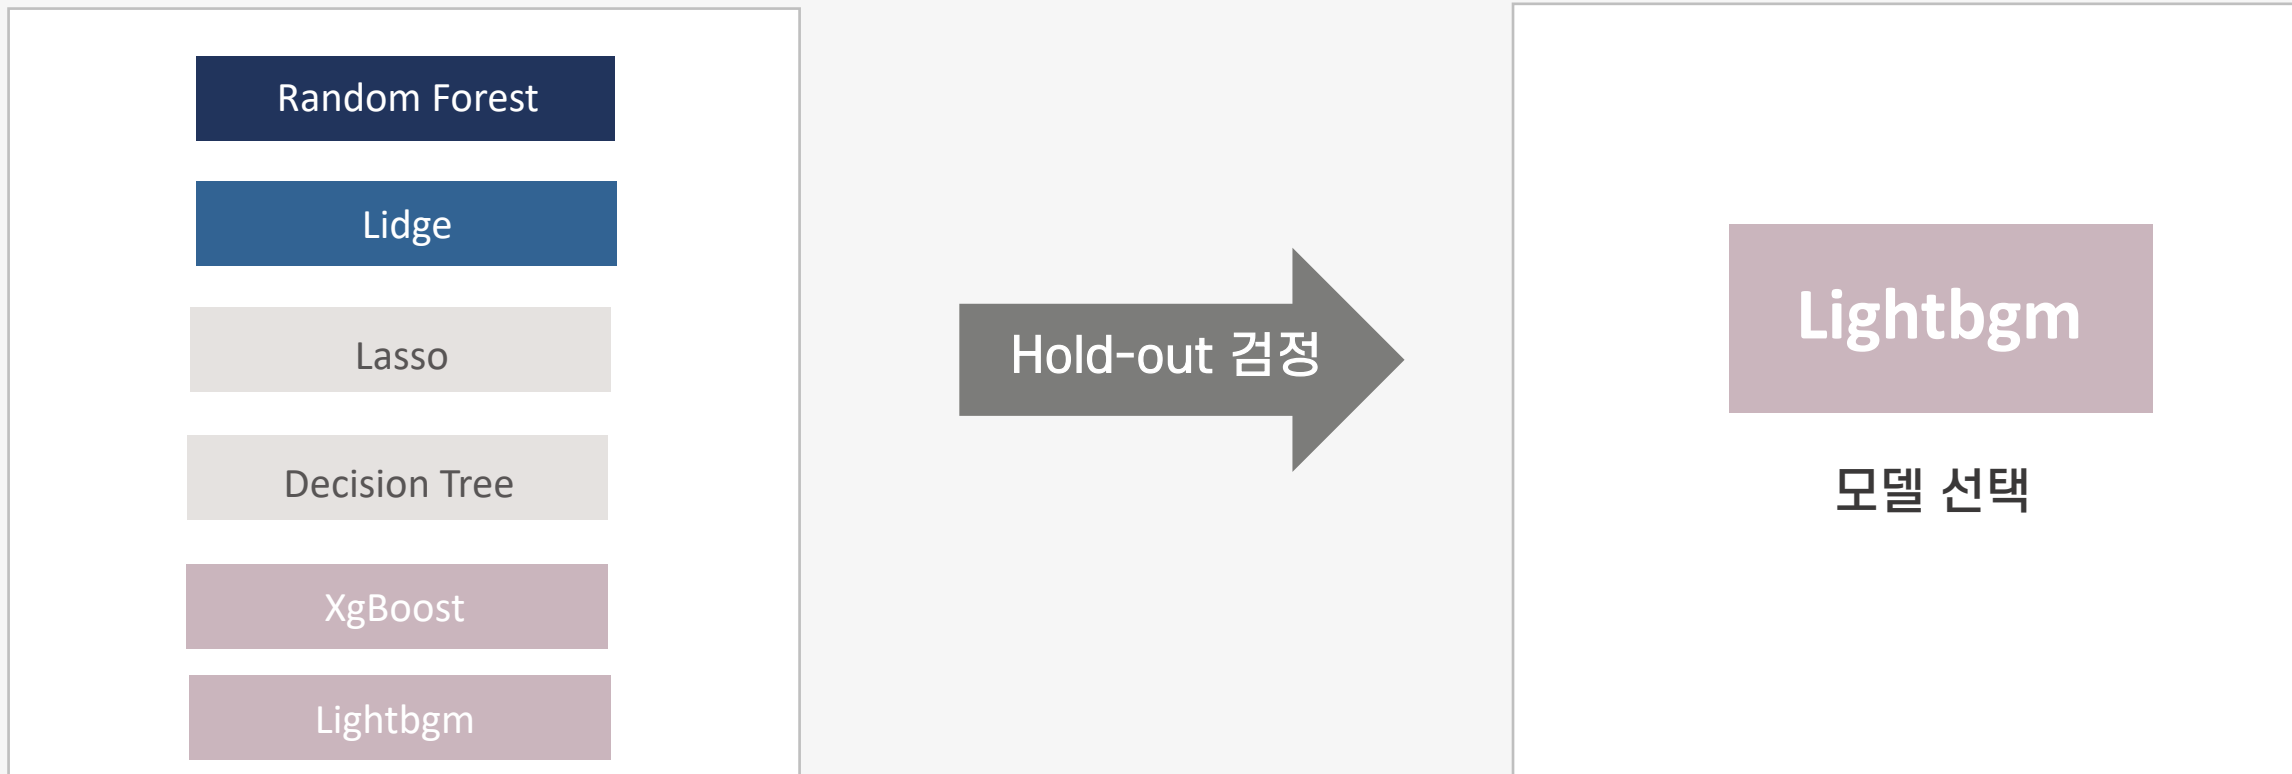 Random Forest
Lidge
Lasso
Decision Tree
XgBoost
Lightbgm
Hold-out 검정
Lightbgm
모델 선택